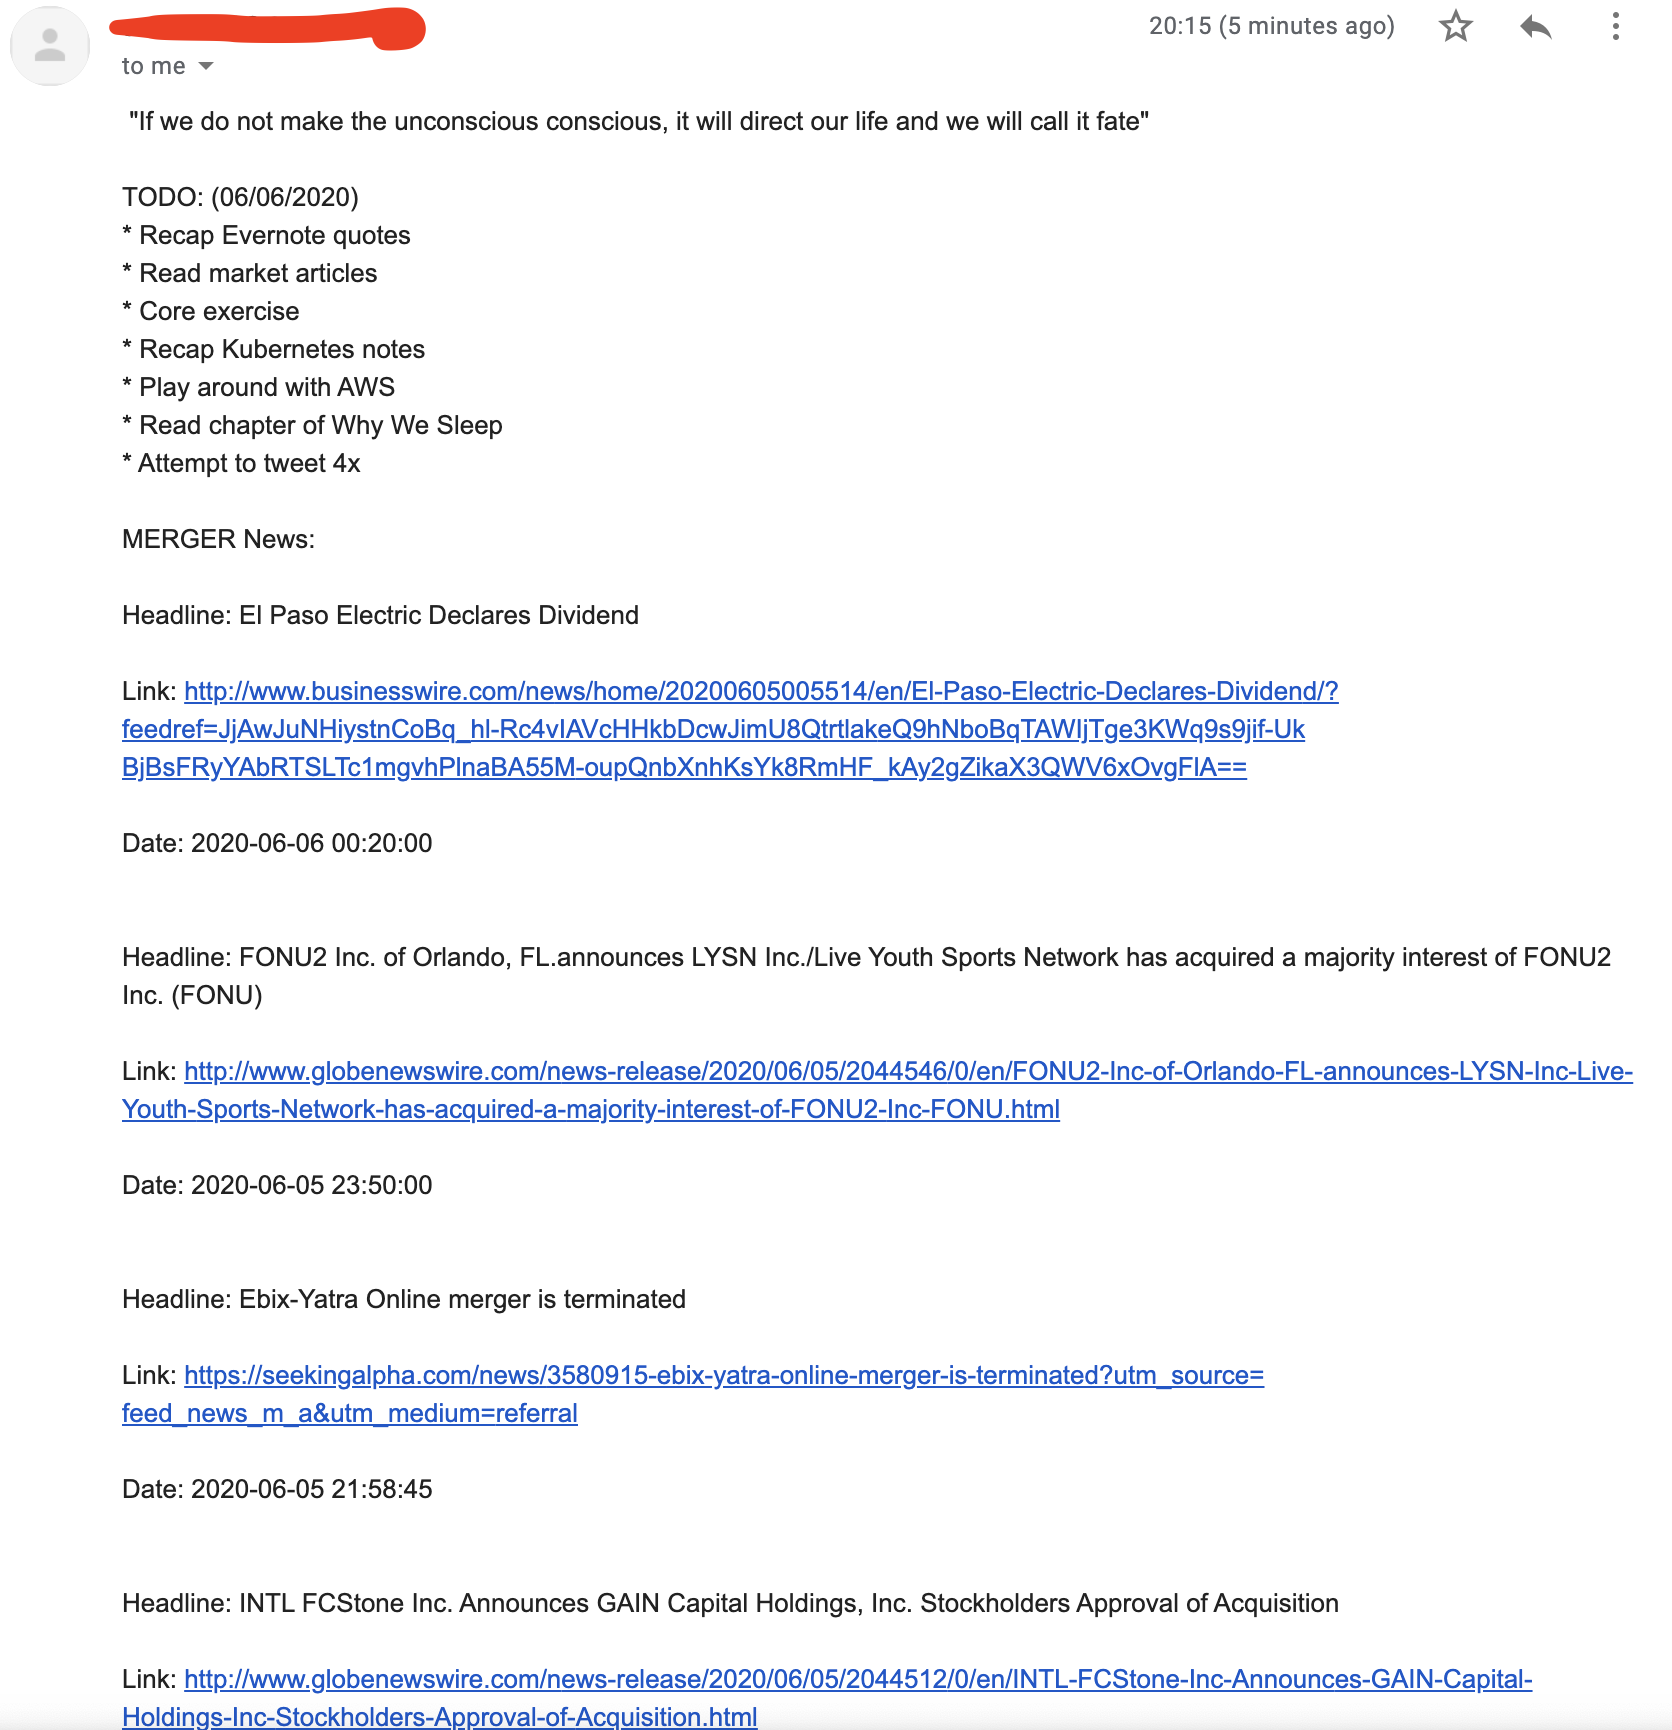 20:15 (5 minutes ago)
to me
"If we do not make the unconscious conscious, it will direct our life and we will call it fate"
TODO: (06/06/2020)
* Recap Evernote quotes
* Read market articles
* Core exercise
* Recap Kubernetes notes
* Play around with AWS
* Read chapter of Why We Sleep
* Attempt to tweet 4x
MERGER News:
Headline: El Paso Electric Declares Dividend
Link: http://www.businesswire.com/news/home/20200605005514/en/El-Paso-Electric-Declares-Dividend/?
feedref=JjAwJuNHiystnCoBq_hl-Rc4vIAVcHHkbDcwJimU8QtrtlakeQ9hNboBqTAWIjTge3KWq9s9jif-Uk
BjBsFRyYAbRTSLTc1mgvhPlnaBA55M-oupQnbXnhKsYk8RmHF_kAy2gZikaX3QWV6xOvgFlA==
Date: 2020-06-06 00:20:00
Headline: FONU2 Inc. of Orlando, FL.announces LYSN Inc./Live Youth Sports Network has acquired a majority interest of FONU2
Inc. (FONU)
Link: http://www.globenewswire.com/news-release/2020/06/05/2044546/0/en/FONU2-Inc-of-Orlando-FL-announces-LYSN-Inc-Live-
Youth-Sports-Network-has-acquired-a-majority-interest-of-FONU2-Inc-FONU.html
Date: 2020-06-05 23:50:00
Headline: Ebix-Yatra Online merger is terminated
Link: https://seekingalpha.com/news/3580915-ebix-yatra-online-merger-is-terminated?utm_source=
feed_news_m_a&utm_medium=referral
Date: 2020-06-05 21:58:45
Headline: INTL FCStone Inc. Announces GAIN Capital Holdings, Inc. Stockholders Approval of Acquisition
Link: http://www.globenewswire.com/news-release/2020/06/05/2044512/0/en/INTL-FCStone-Inc-Announces-GAIN-Capital-
Holdings-Inc-Stockholders-Approval-of-Acquisition.html